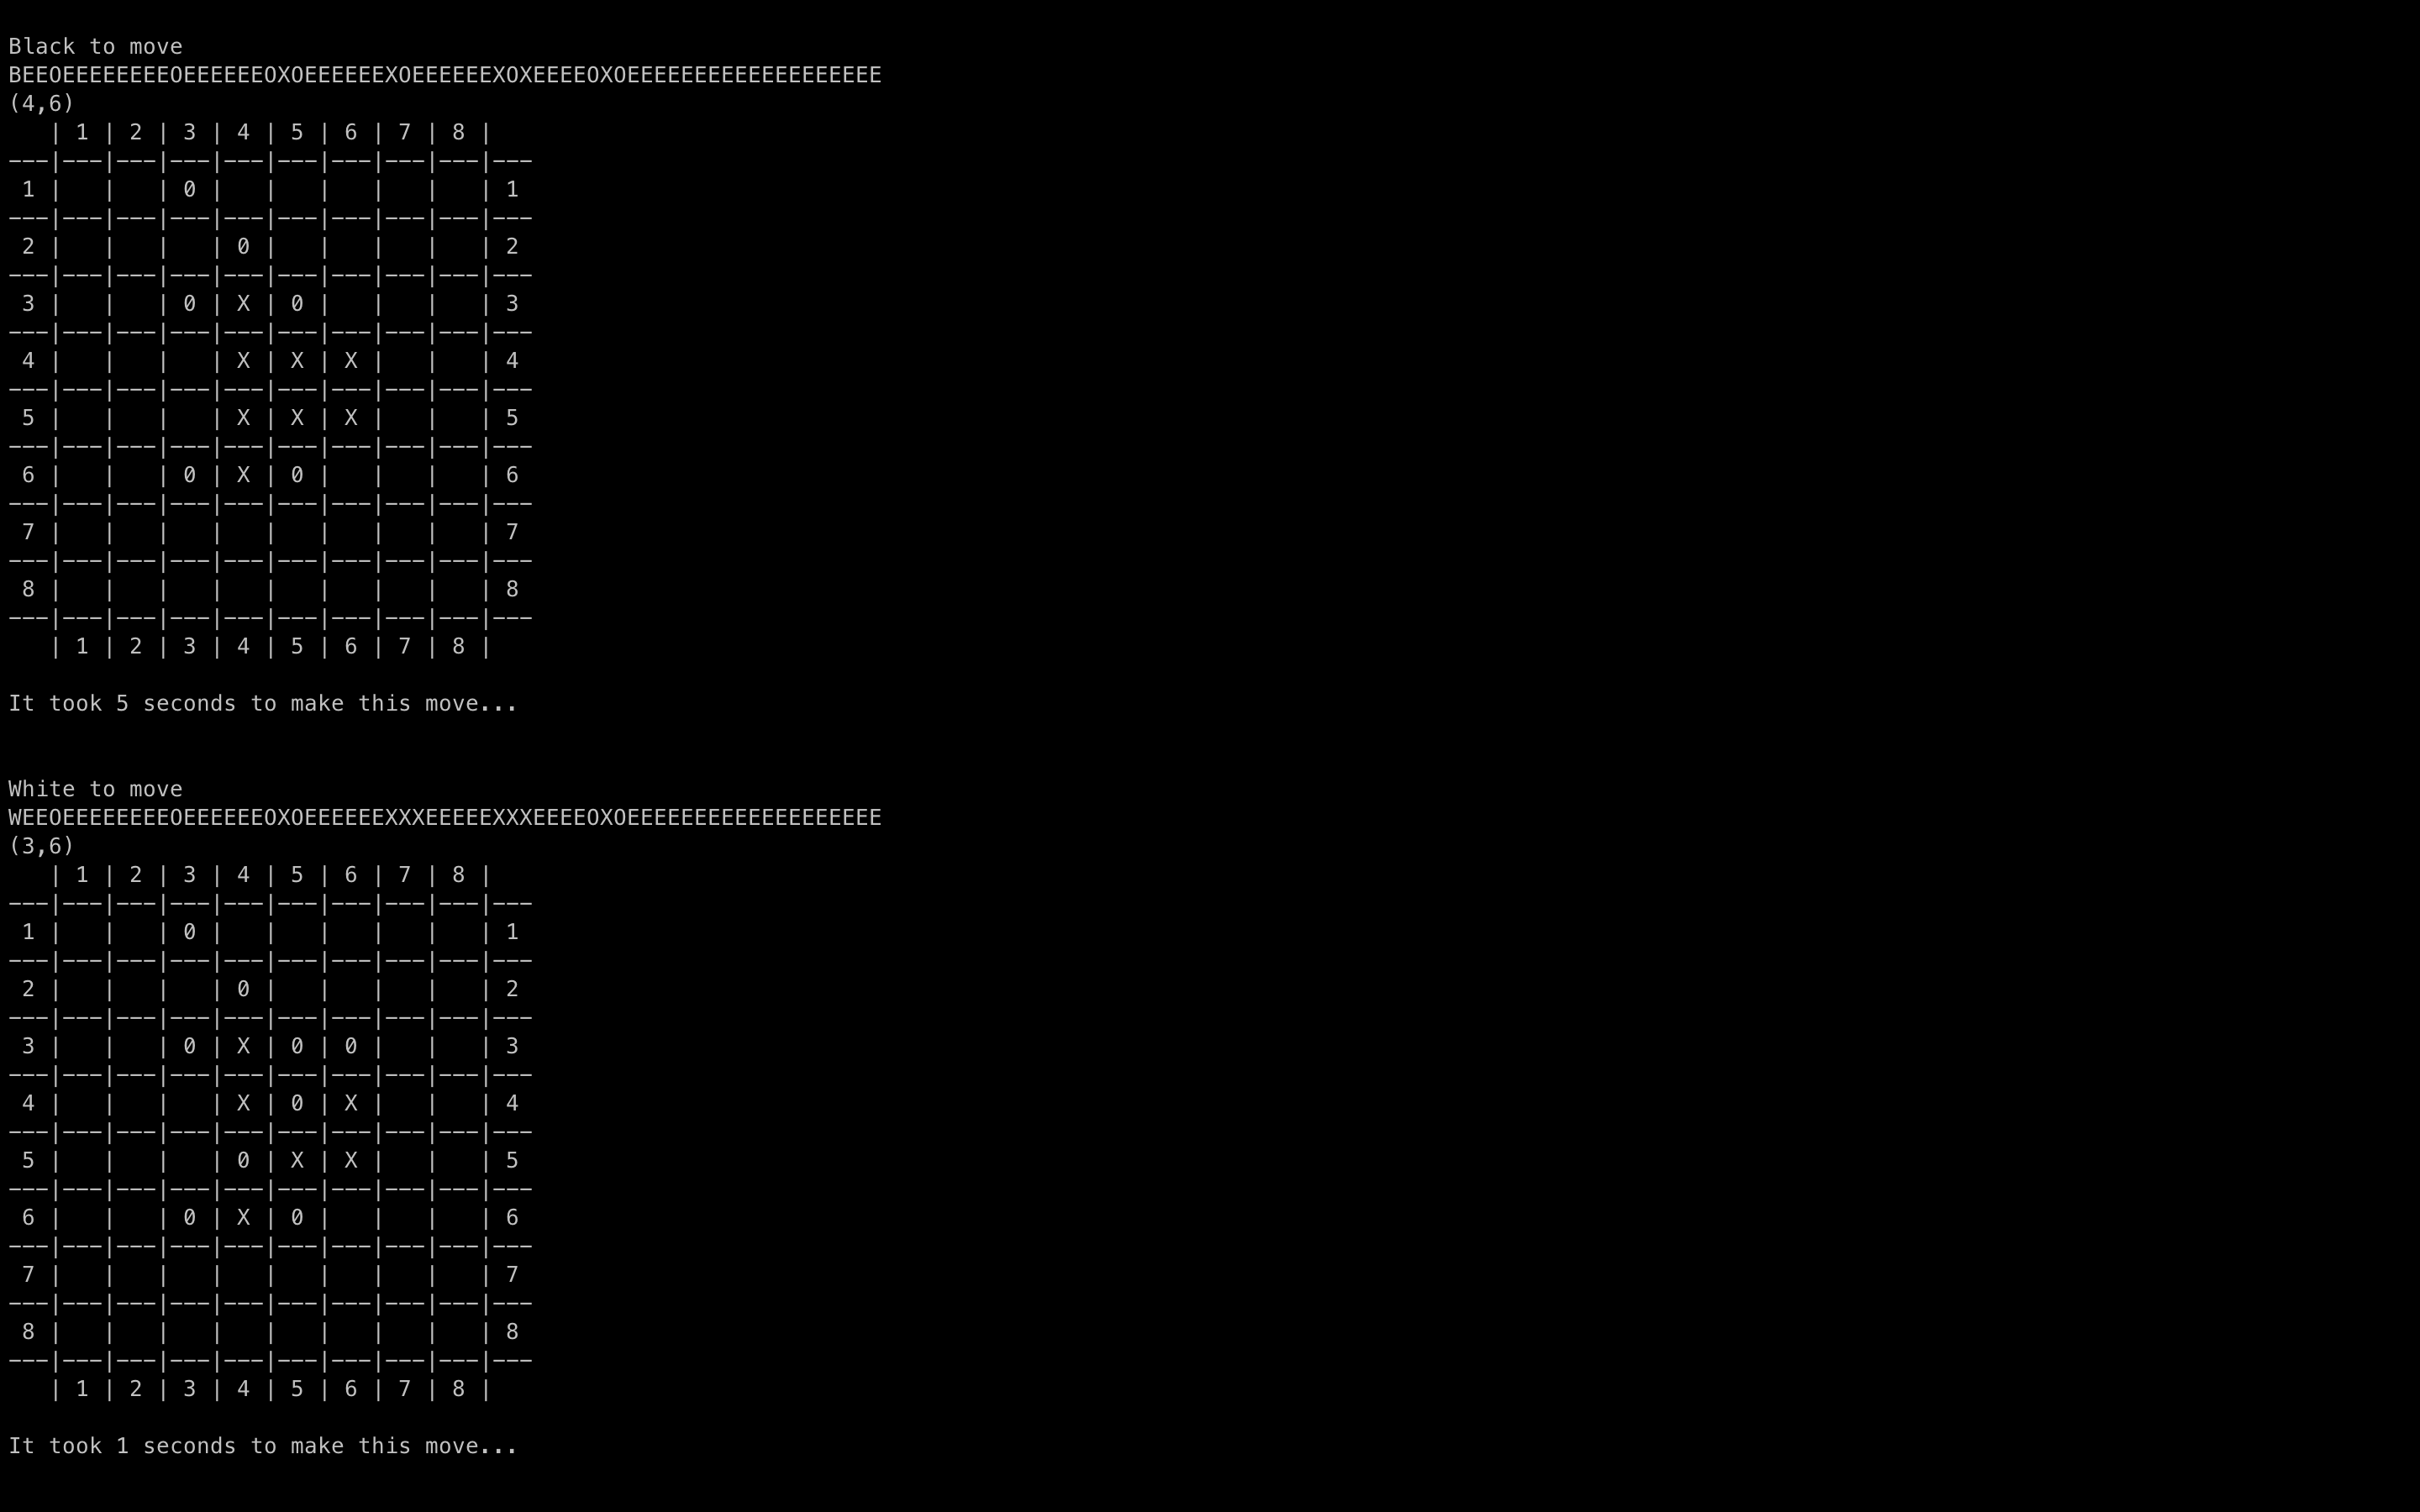 Black to move
BEEOEEEEEEEEOEEEEEEOXOEEEEEEXOEEEEEEXOXEEEEOXOEEEEEEEEEEEEEEEEEEE
(4,6)
   | 1 | 2 | 3 | 4 | 5 | 6 | 7 | 8 |
---|---|---|---|---|---|---|---|---|---
 1 |   |   | 0 |   |   |   |   |   | 1
---|---|---|---|---|---|---|---|---|---
 2 |   |   |   | 0 |   |   |   |   | 2
---|---|---|---|---|---|---|---|---|---
 3 |   |   | 0 | X | 0 |   |   |   | 3
---|---|---|---|---|---|---|---|---|---
 4 |   |   |   | X | X | X |   |   | 4
---|---|---|---|---|---|---|---|---|---
 5 |   |   |   | X | X | X |   |   | 5
---|---|---|---|---|---|---|---|---|---
 6 |   |   | 0 | X | 0 |   |   |   | 6
---|---|---|---|---|---|---|---|---|---
 7 |   |   |   |   |   |   |   |   | 7
---|---|---|---|---|---|---|---|---|---
 8 |   |   |   |   |   |   |   |   | 8
---|---|---|---|---|---|---|---|---|---
   | 1 | 2 | 3 | 4 | 5 | 6 | 7 | 8 |
It took 5 seconds to make this move...
White to move
WEEOEEEEEEEEOEEEEEEOXOEEEEEEXXXEEEEEXXXEEEEOXOEEEEEEEEEEEEEEEEEEE
(3,6)
   | 1 | 2 | 3 | 4 | 5 | 6 | 7 | 8 |
---|---|---|---|---|---|---|---|---|---
 1 |   |   | 0 |   |   |   |   |   | 1
---|---|---|---|---|---|---|---|---|---
 2 |   |   |   | 0 |   |   |   |   | 2
---|---|---|---|---|---|---|---|---|---
 3 |   |   | 0 | X | 0 | 0 |   |   | 3
---|---|---|---|---|---|---|---|---|---
 4 |   |   |   | X | 0 | X |   |   | 4
---|---|---|---|---|---|---|---|---|---
 5 |   |   |   | 0 | X | X |   |   | 5
---|---|---|---|---|---|---|---|---|---
 6 |   |   | 0 | X | 0 |   |   |   | 6
---|---|---|---|---|---|---|---|---|---
 7 |   |   |   |   |   |   |   |   | 7
---|---|---|---|---|---|---|---|---|---
 8 |   |   |   |   |   |   |   |   | 8
---|---|---|---|---|---|---|---|---|---
   | 1 | 2 | 3 | 4 | 5 | 6 | 7 | 8 |
It took 1 seconds to make this move...